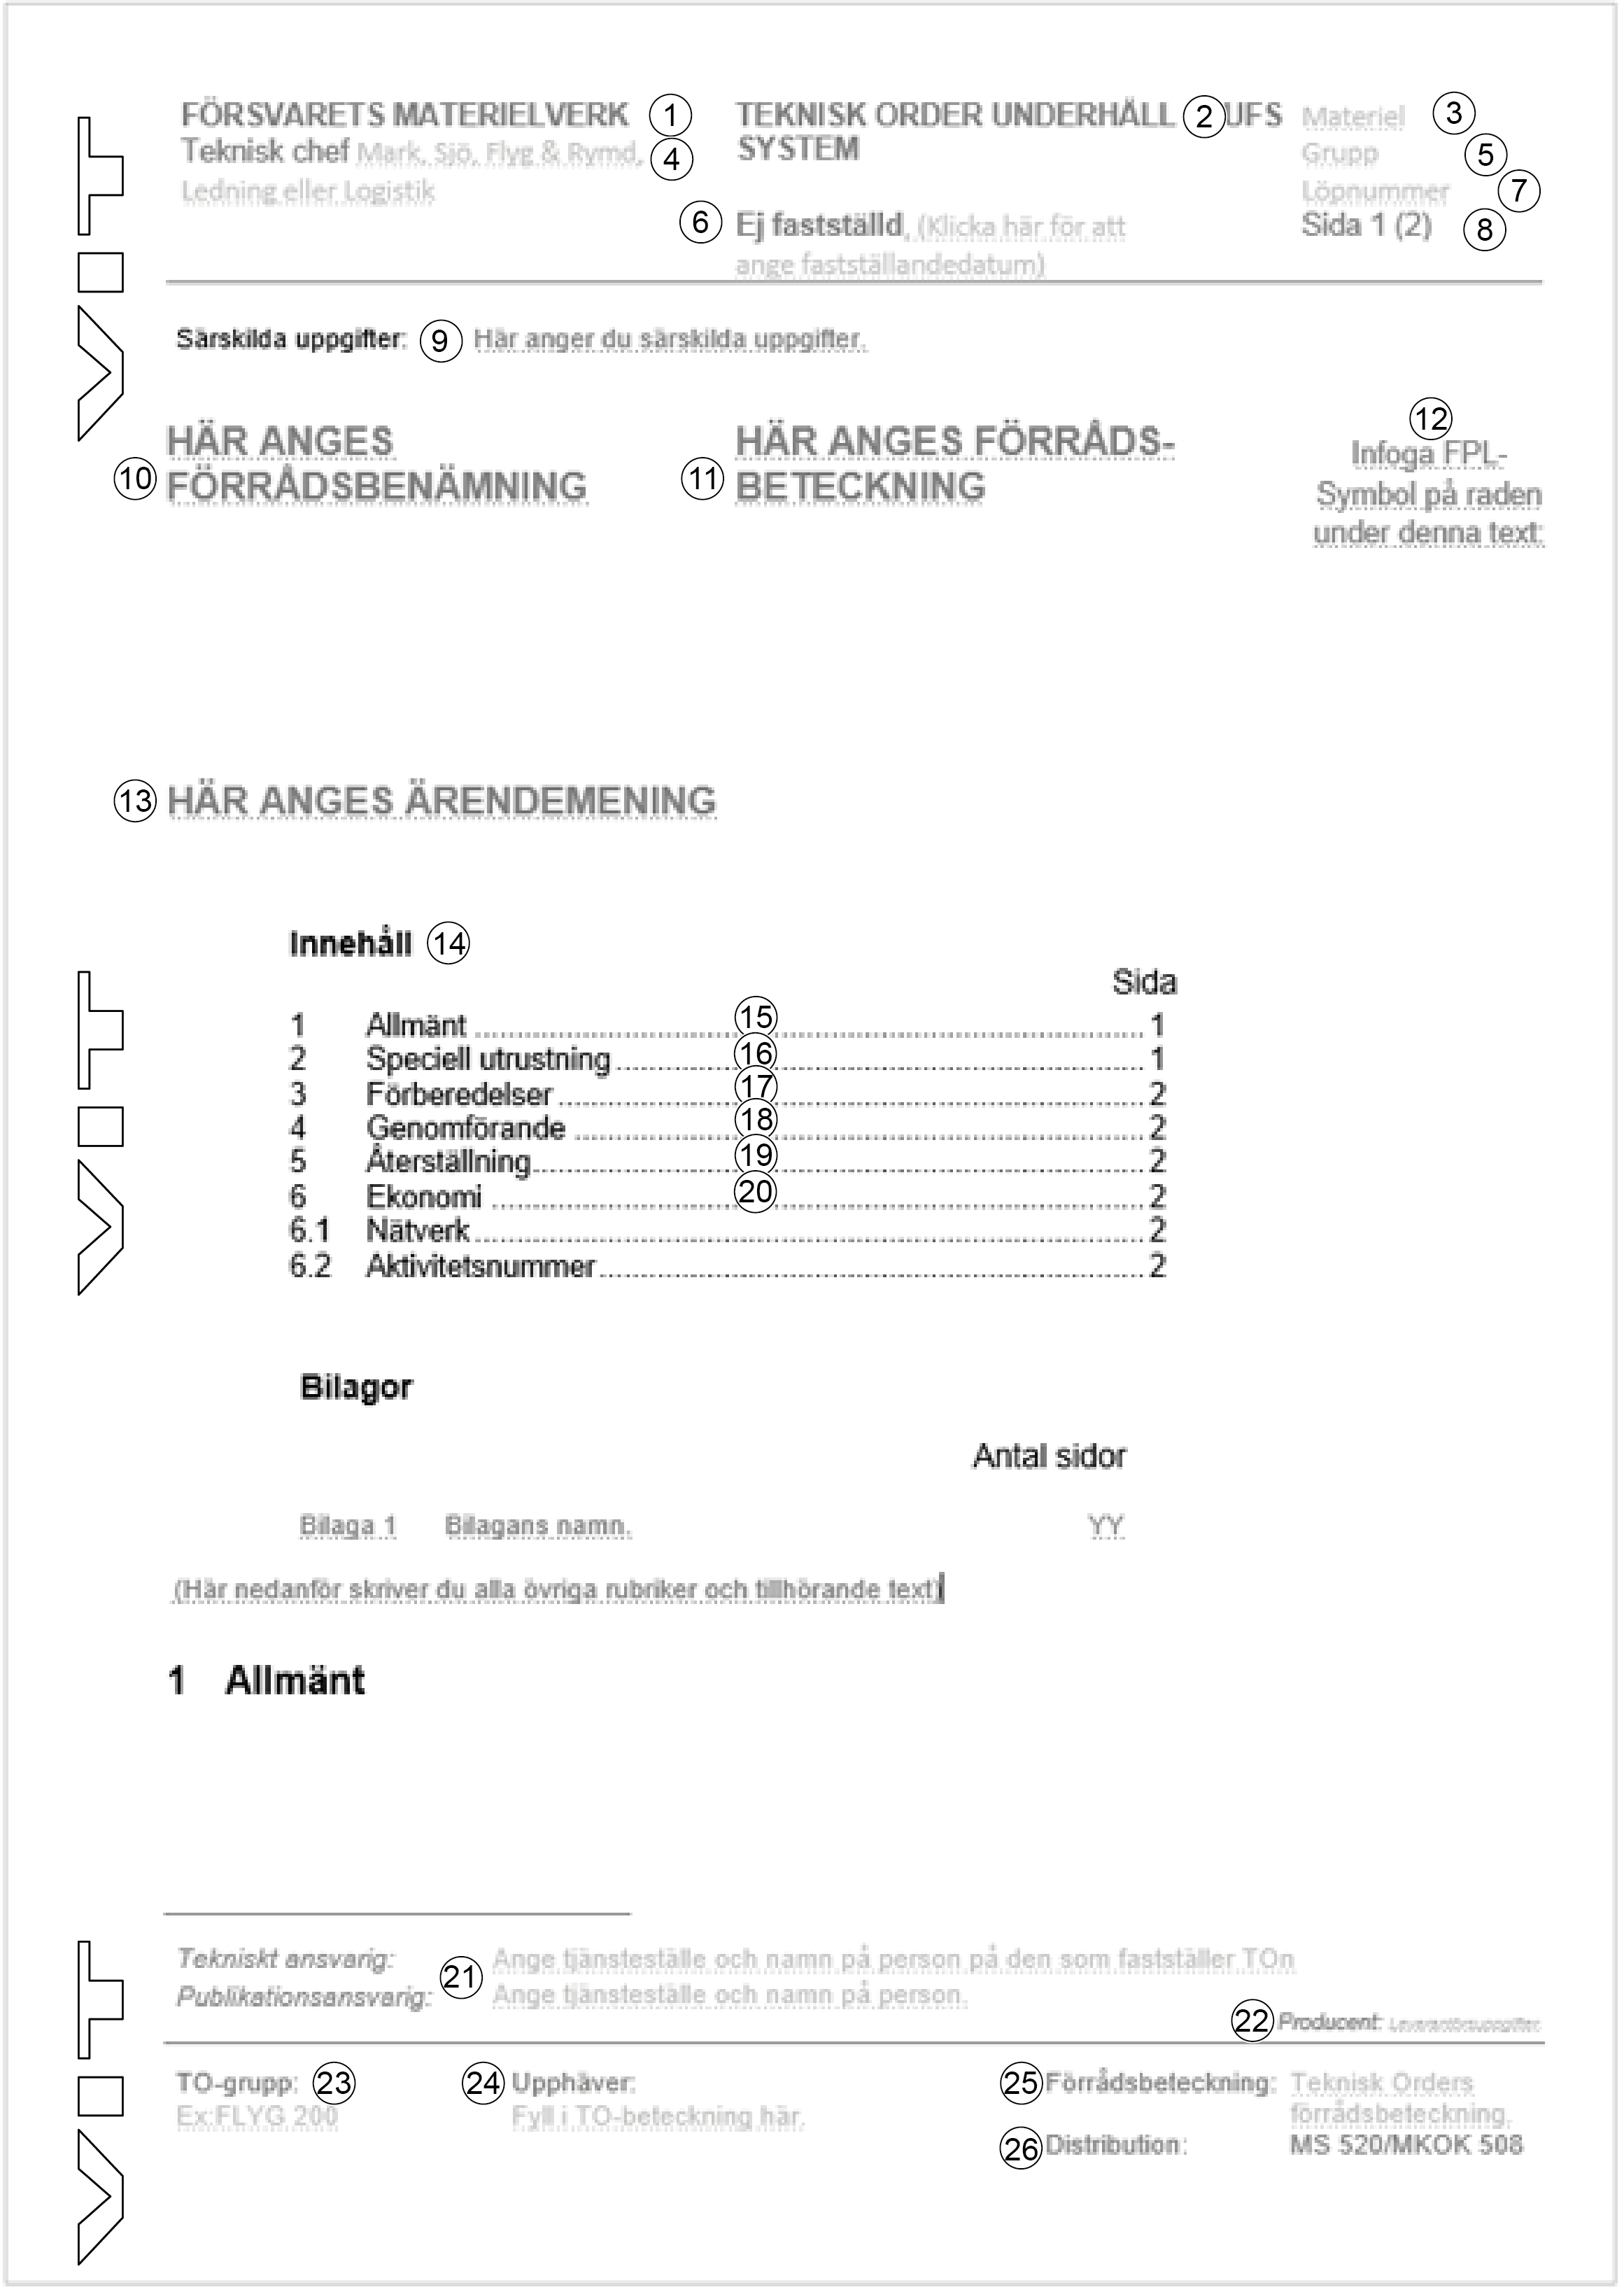 FÖRSVARETS MATERIELVERK 1 TEKNISK ORDER UNDERHÅLL 2 UFS Materiel 3
Teknisk chef Mark, Sjö, Flyg & Rymd, 4 SYSTEM Grupp 5
Ledning eller Logistik Löpnummer 7
6 Ej fastställd, (Klicka här för att Sida 1 (2) 8
ange fastställandedatum)
Särskilda uppgifter: 9 Här anger du särskilda uppgifter.
12
HÄR ANGES HÄR ANGES FÖRRÅDS- Infoga FPL-
10 FÖRRÅDSBENÄMNING 11 BETECKNING Symbol på raden
under denna text:
13 HÄR ANGES ÄRENDEMENING
Innehåll 14
Sida
1 Allmänt 15 1
2 Speciell utrustning 16 1
3 Förberedelser 17 2
4 Genomförande 18 2
5 Återställning 19 2
6 Ekonomi 20 2
6.1 Nätverk 2
6.2 Aktivitetsnummer 2
Bilagor
Antal sidor
Bilaga 1 Bilagans namn. YY
(Här nedanför skriver du alla övriga rubriker och tillhörande text)
1 Allmänt
Tekniskt ansvarig: 21 Ange tjänsteställe och namn på person på den som fastställer TOn
Publikationsansvarig: Ange tjänsteställe och namn på person.
22 Producent: Leverantörsuppgifter.
TO-grupp: 23 24 Upphäver: 25 Förrådsbeteckning: Teknisk Orders
Ex:FLYG 200 Fyll i TO-beteckning här. förrådsbeteckning.
26 Distribution: MS 520/MKOK 508